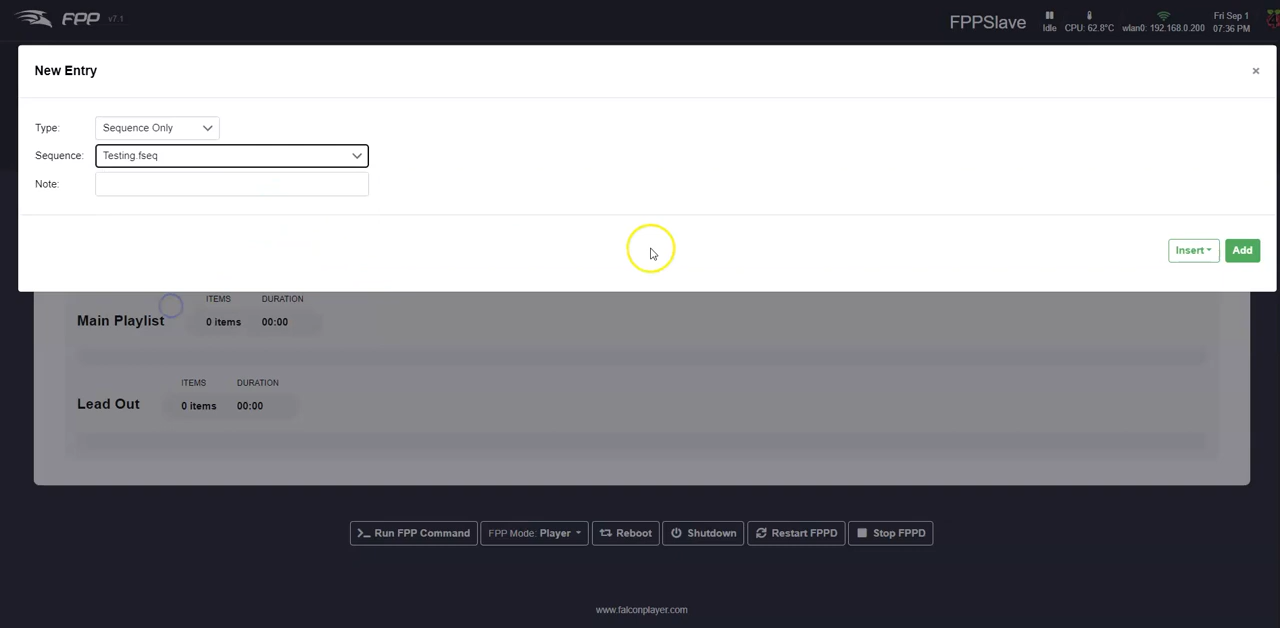 FPP v7.1
FPPSlave
Idle
CPU: 62.8°C
wlan0: 192.168.0.200
Fri Sep 1
07:36 PM
New Entry
×
Type: Sequence Only
Sequence: Testing.fseq
Note:
Insert
Add
ITEMS DURATION
Main Playlist 0 items 00:00
ITEMS DURATION
Lead Out 0 items 00:00
Run FPP Command
FPP Mode: Player
Reboot
Shutdown
Restart FPPD
Stop FPPD
www.falconplayer.com